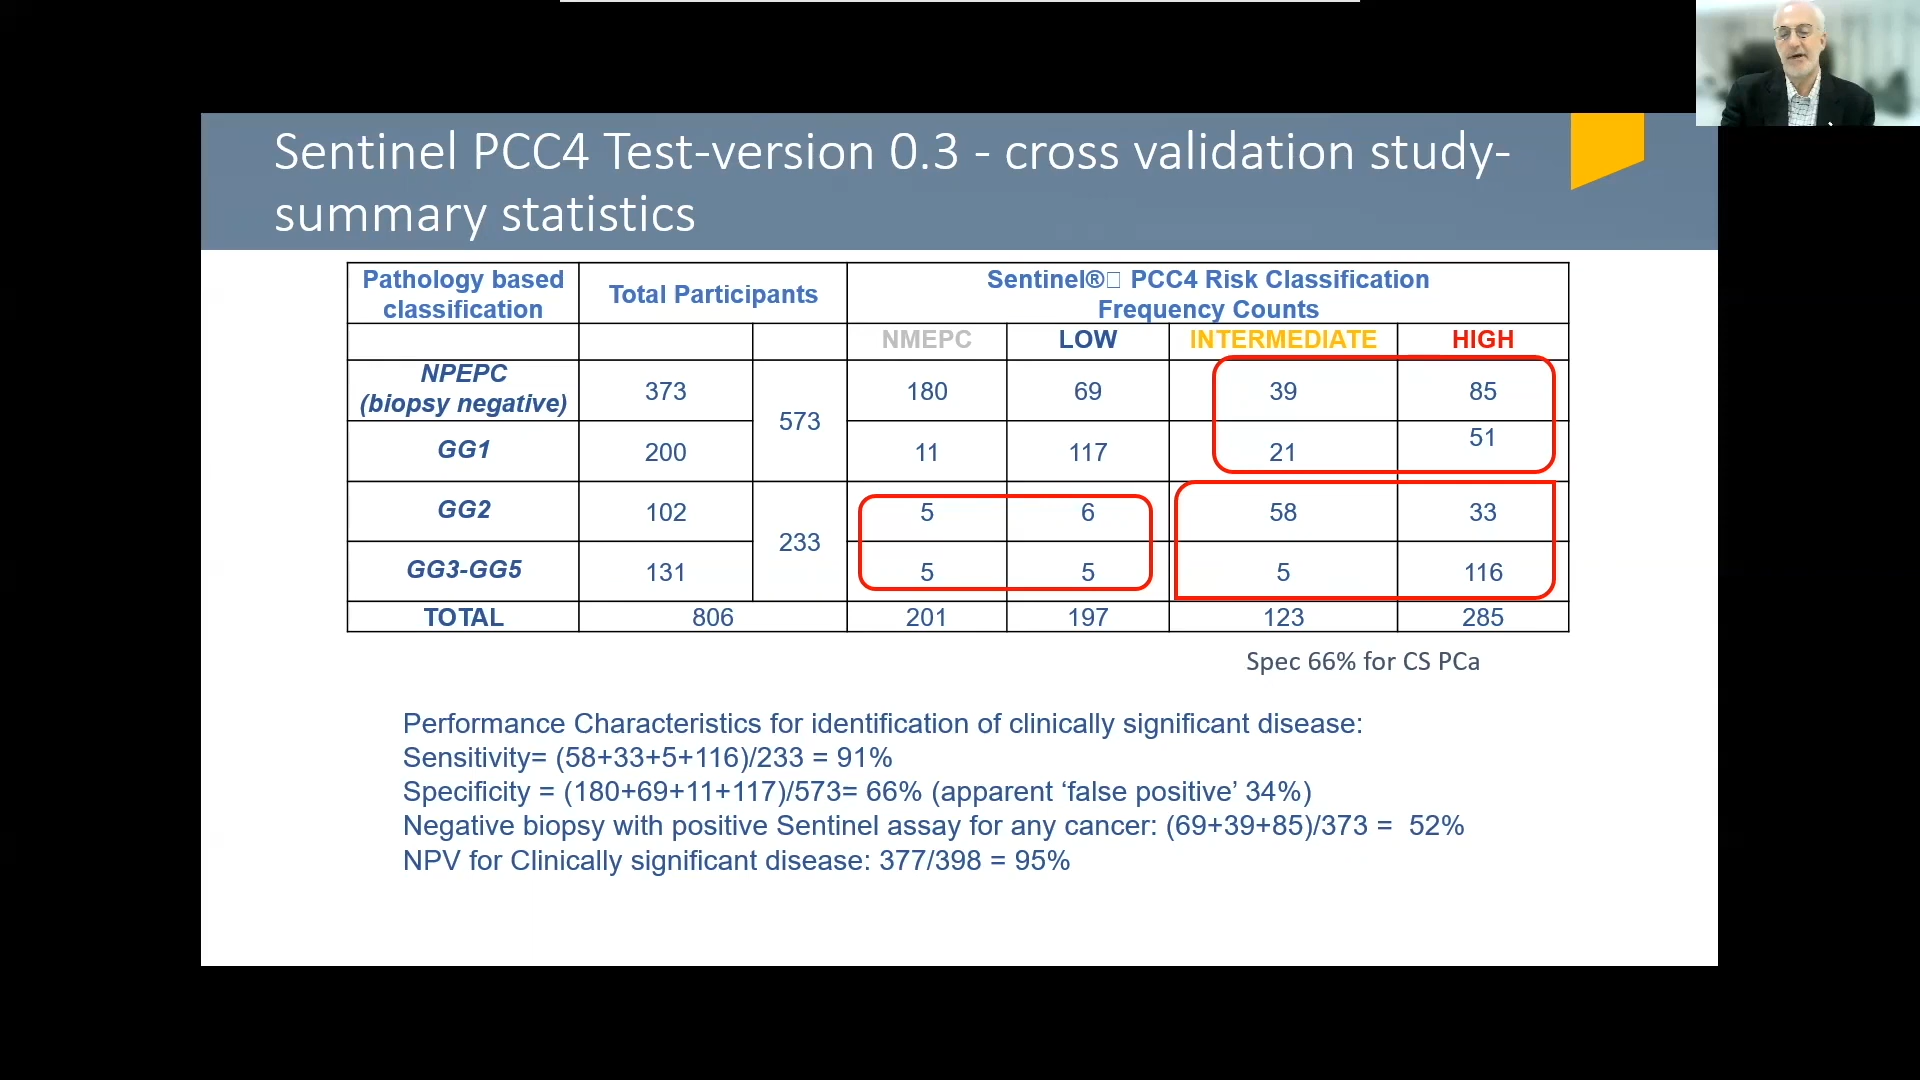 Sentinel PCC4 Test-version 0.3 - cross validation study-
summary statistics
Pathology based classification Total Participants Sentinel®□ PCC4 Risk Classification Frequency Counts
NMEPC LOW INTERMEDIATE HIGH
NPEPC (biopsy negative) 373 573 180 69 39 85
GG1 200 11 117 21 51
GG2 102 233 5 6 58 33
GG3-GG5 131 5 5 5 116
TOTAL 806 201 197 123 285
Spec 66% for CS PCa
Performance Characteristics for identification of clinically significant disease:
Sensitivity= (58+33+5+116)/233 = 91%
Specificity = (180+69+11+117)/573= 66% (apparent ‘false positive’ 34%)
Negative biopsy with positive Sentinel assay for any cancer: (69+39+85)/373 = 52%
NPV for Clinically significant disease: 377/398 = 95%